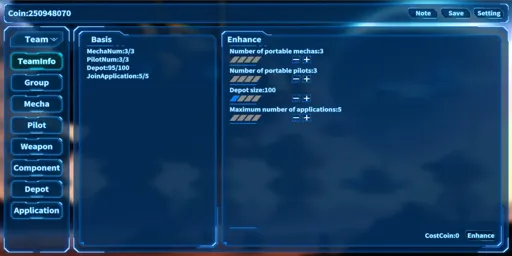 Coin:250948070
Note
Save
Setting
Team
TeamInfo
Group
Mecha
Pilot
Weapon
Component
Depot
Application
Basis
MechaNum:3/3
PilotNum:3/3
Depot:95/100
JoinApplication:5/5
Enhance
Number of portable mechas:3
Number of portable pilots:3
Depot size:100
Maximum number of applications:5
CostCoin:0
Enhance